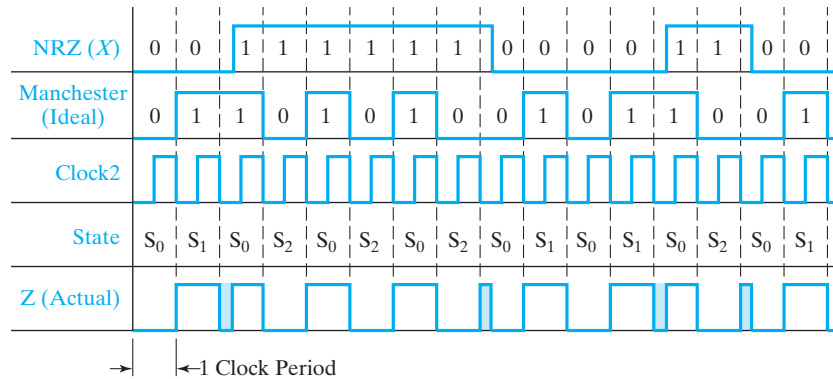 NRZ (X) 0 0 1 1 1 1 1 1 0 0 0 0 1 1 0 0
Manchester
(Ideal) 0 1 1 0 1 0 1 0 0 1 0 1 1 0 0 1
Clock2
State S0 S1 S0 S2 S0 S2 S0 S2 S0 S1 S0 S1 S0 S2 S0 S1
Z (Actual)
1 Clock Period